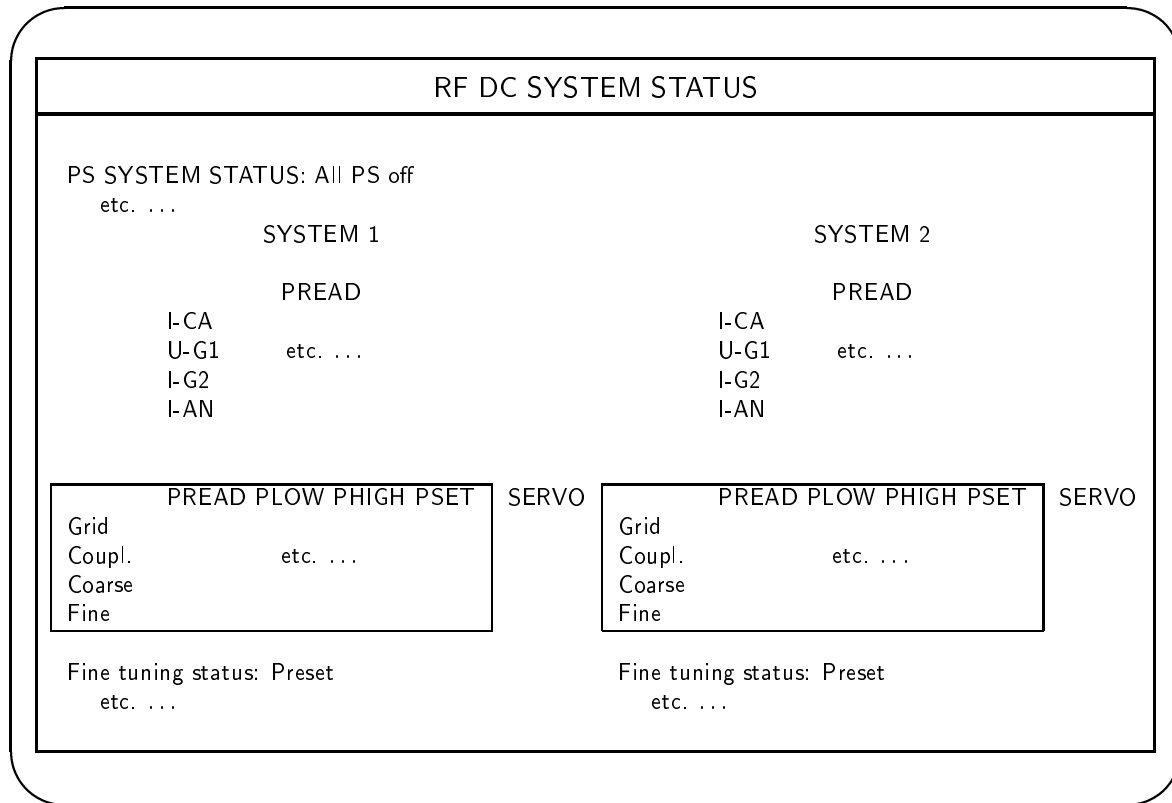 RF DC SYSTEM STATUS
PS SYSTEM STATUS: All PS off
etc. ...
SYSTEM 1 SYSTEM 2
PREAD PREAD
I-CA I-CA
U-G1 etc. ... U-G1 etc. ...
I-G2 I-G2
I-AN I-AN
PREAD PLOW PHIGH PSET SERVO PREAD PLOW PHIGH PSET SERVO
Grid Grid
Coupl. etc. ... Coupl. etc. ...
Coarse Coarse
Fine Fine
Fine tuning status: Preset Fine tuning status: Preset
etc. ... etc. ...